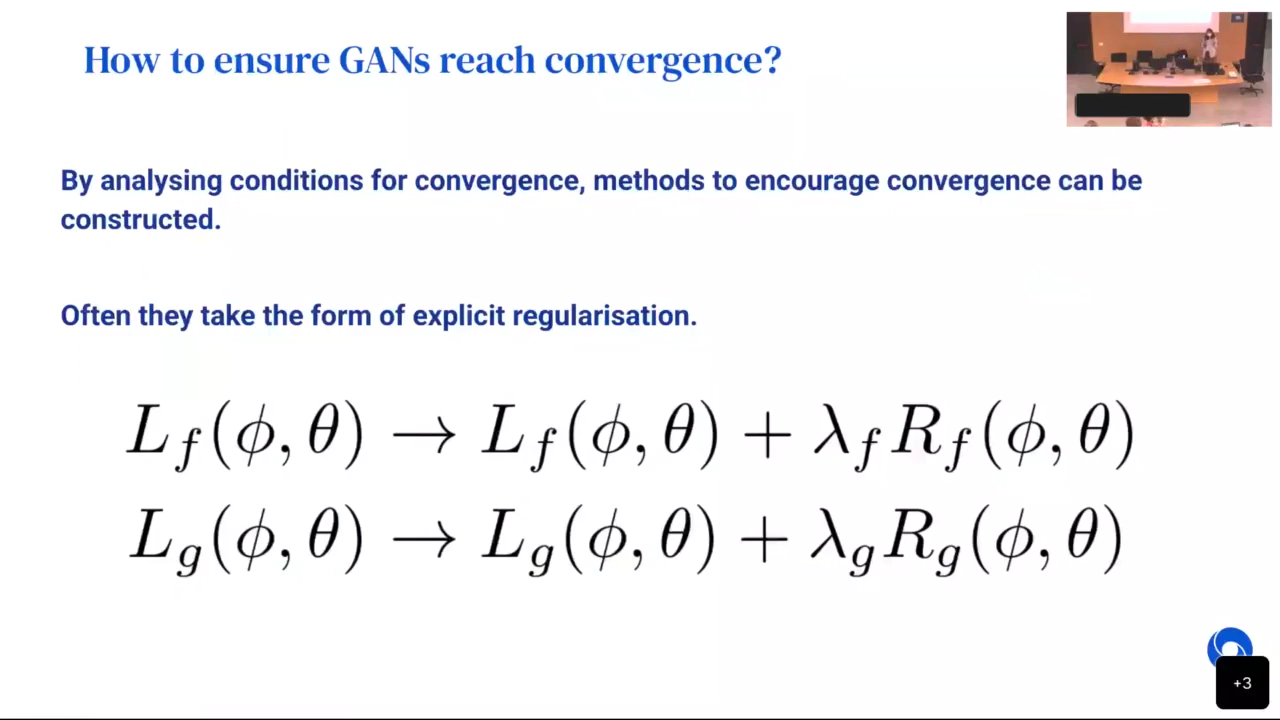 How to ensure GANs reach convergence?
By analysing conditions for convergence, methods to encourage convergence can be
constructed.
Often they take the form of explicit regularisation.
L_f(ϕ, θ) → L_f(ϕ, θ) + λ_f R_f(ϕ, θ)
L_g(ϕ, θ) → L_g(ϕ, θ) + λ_g R_g(ϕ, θ)
+3